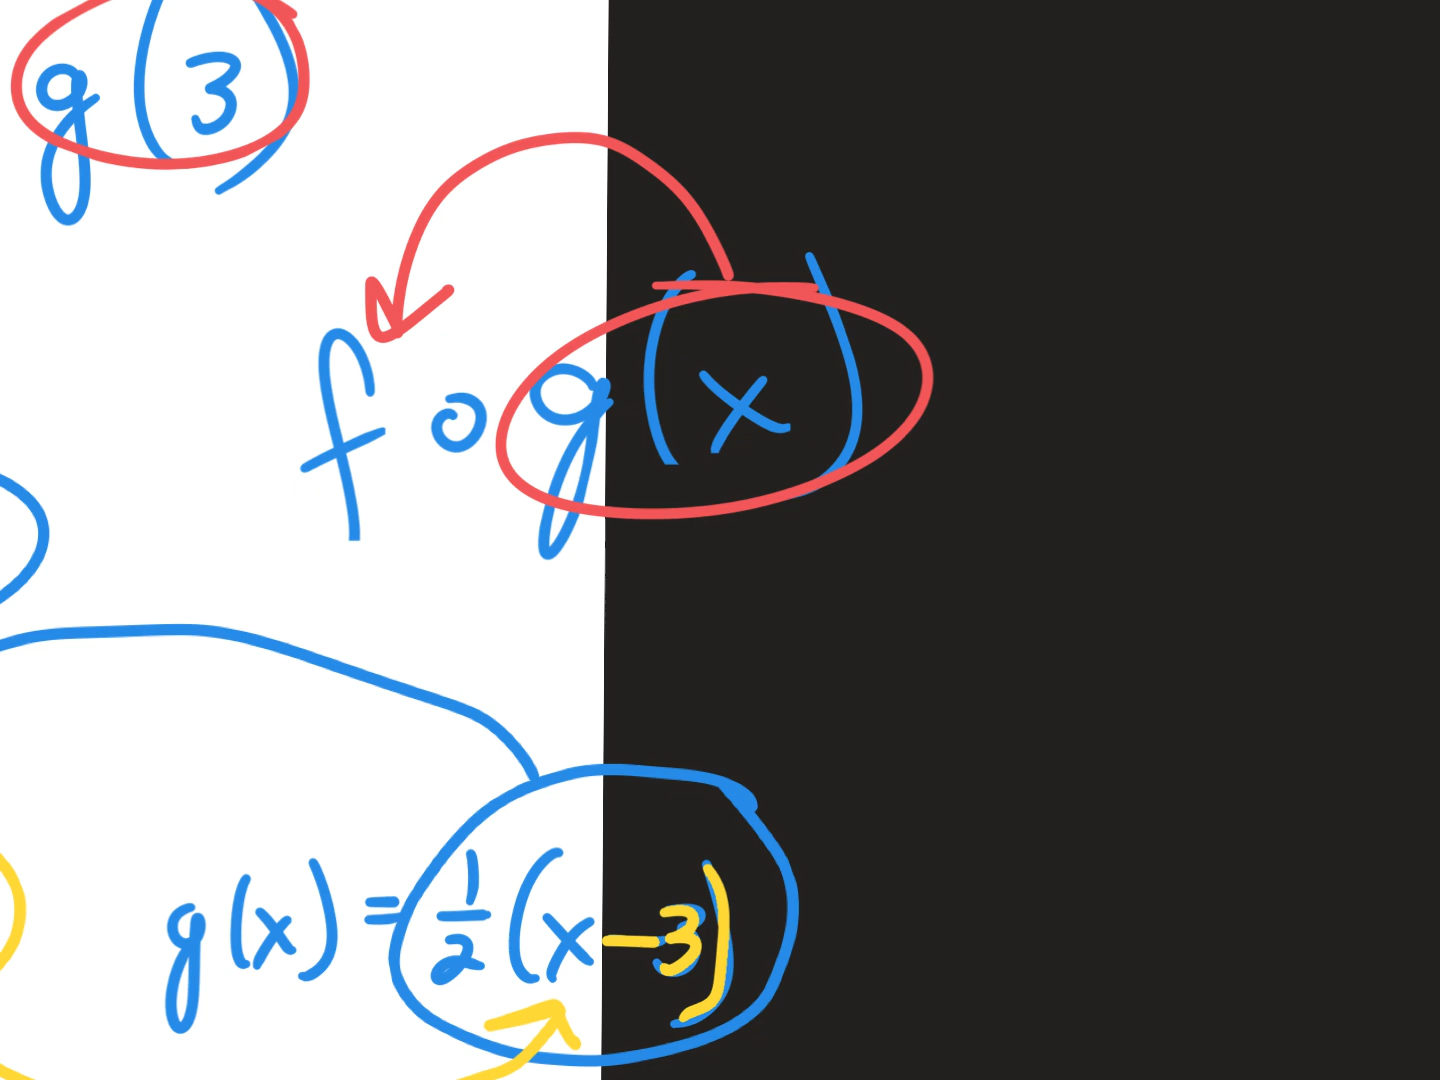 g(3)
f o g(x)
g(x) = 1/2 (x - 3)